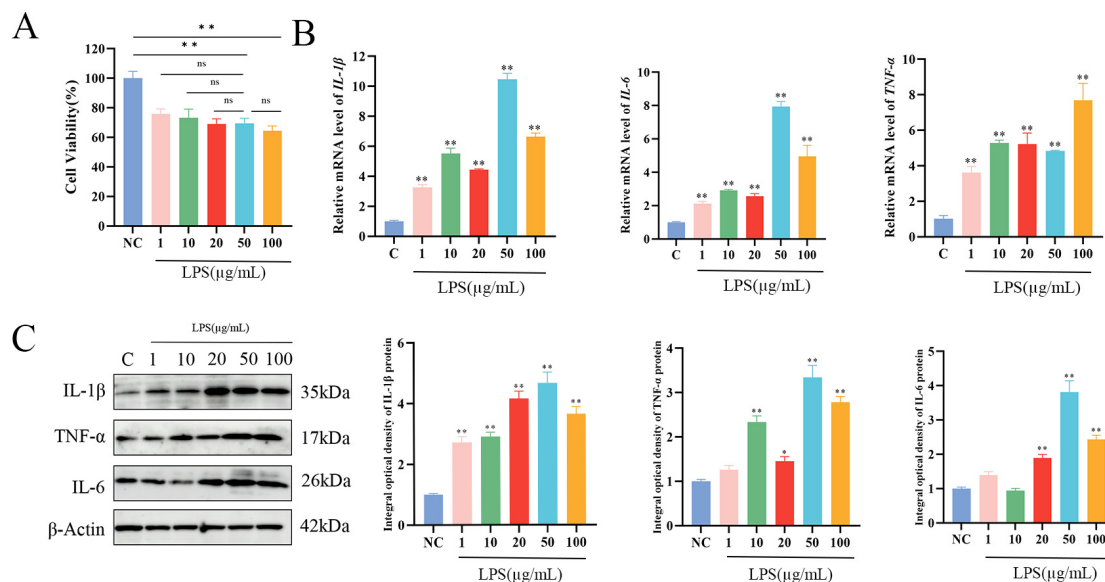 A
Cell Viability(%)
120
100
80
60
40
20
0
** 
**
ns
ns
ns
ns
NC 1 10 20 50 100
LPS(µg/mL)
B
Relative mRNA level of IL-1β
12
10
8
6
4
2
0
**
**
**
**
**
C 1 10 20 50 100
LPS(µg/mL)
Relative mRNA level of IL-6
10
8
6
4
2
0
**
**
**
**
**
C 1 10 20 50 100
LPS(µg/mL)
Relative mRNA level of TNF-α
10
8
6
4
2
0
**
**
**
**
**
C 1 10 20 50 100
LPS(µg/mL)
C
LPS(µg/mL)
C 1 10 20 50 100
IL-1β 35kDa
TNF-α 17kDa
IL-6 26kDa
β-Actin 42kDa
Integral optical density of IL-1β protein
6
4
2
0
**
**
**
**
**
NC 1 10 20 50 100
LPS(µg/mL)
Integral optical density of TNF-α protein
4
3
2
1
0
**
*
**
**
NC 1 10 20 50 100
LPS(µg/mL)
Integral optical density of IL-6 protein
5
4
3
2
1
0
**
**
**
NC 1 10 20 50 100
LPS(µg/mL)